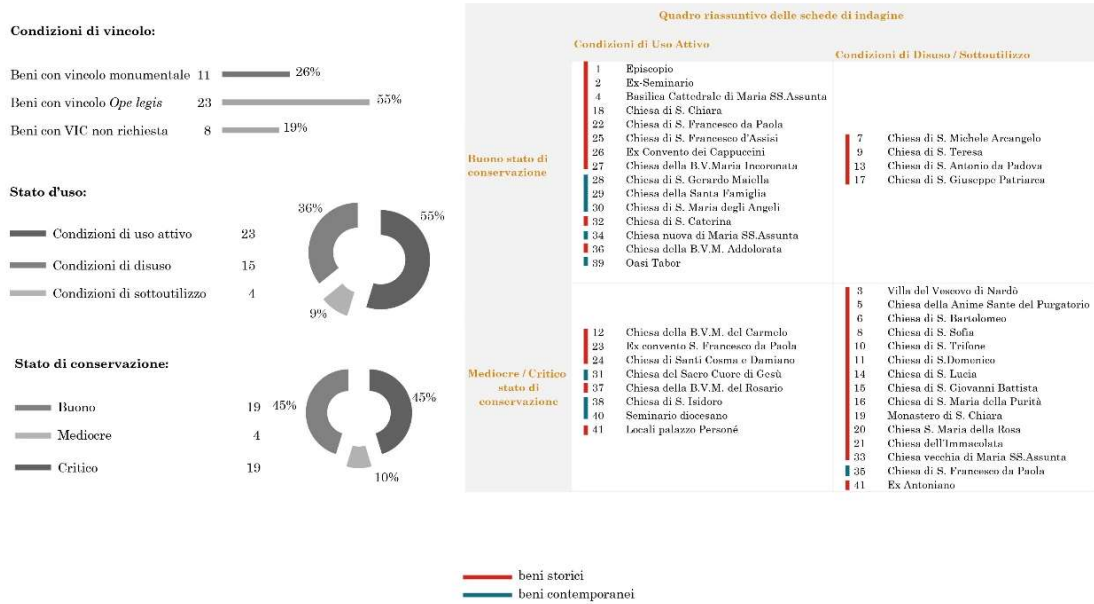 Condizioni di vincolo:
Beni con vincolo monumentale 11 26%
Beni con vincolo Ope legis 23 55%
Beni con VIC non richiesta 8 19%
Stato d'uso:
36%
55%
9%
Condizioni di uso attivo 23
Condizioni di disuso 15
Condizioni di sottoutilizzo 4
Stato di conservazione:
45%
45%
10%
Buono 19
Mediocre 4
Critico 19
Quadro riassuntivo delle schede di indagine
Condizioni di Uso Attivo
Condizioni di Disuso / Sottoutilizzo
Buono stato di
conservazione
1 Episcopio
2 Ex-Seminario
4 Basilica Cattedrale di Maria SS.Assunta
18 Chiesa di S. Chiara
22 Chiesa di S. Francesco da Paola
25 Chiesa di S. Francesco d'Assisi
26 Ex Convento dei Cappuccini
27 Chiesa della B.V.Maria Incoronata
28 Chiesa di S. Gerardo Maiella
29 Chiesa della Santa Famiglia
30 Chiesa di S. Maria degli Angeli
32 Chiesa di S. Caterina
34 Chiesa nuova di Maria SS.Assunta
36 Chiesa della B.V.M. Addolorata
39 Oasi Tabor
7 Chiesa di S. Michele Arcangelo
9 Chiesa di S. Teresa
13 Chiesa di S. Antonio da Padova
17 Chiesa di S. Giuseppe Patriarca
Mediocre / Critico
stato di
conservazione
12 Chiesa della B.V.M. del Carmelo
23 Ex convento S. Francesco da Paola
24 Chiesa di Santi Cosma e Damiano
31 Chiesa del Sacro Cuore di Gesù
37 Chiesa della B.V.M. del Rosario
38 Chiesa di S. Isidoro
40 Seminario diocesano
41 Locali palazzo Personé
3 Villa del Vescovo di Nardò
5 Chiesa della Anime Sante del Purgatorio
6 Chiesa di S. Bartolomeo
8 Chiesa di S. Sofia
10 Chiesa di S. Trifone
11 Chiesa di S.Domenico
14 Chiesa di S. Lucia
15 Chiesa di S. Giovanni Battista
16 Chiesa di S. Maria della Purità
19 Monastero di S. Chiara
20 Chiesa S. Maria della Rosa
21 Chiesa dell'Immacolata
33 Chiesa vecchia di Maria SS.Assunta
35 Chiesa di S. Francesco da Paola
41 Ex Antoniano
beni storici
beni contemporanei